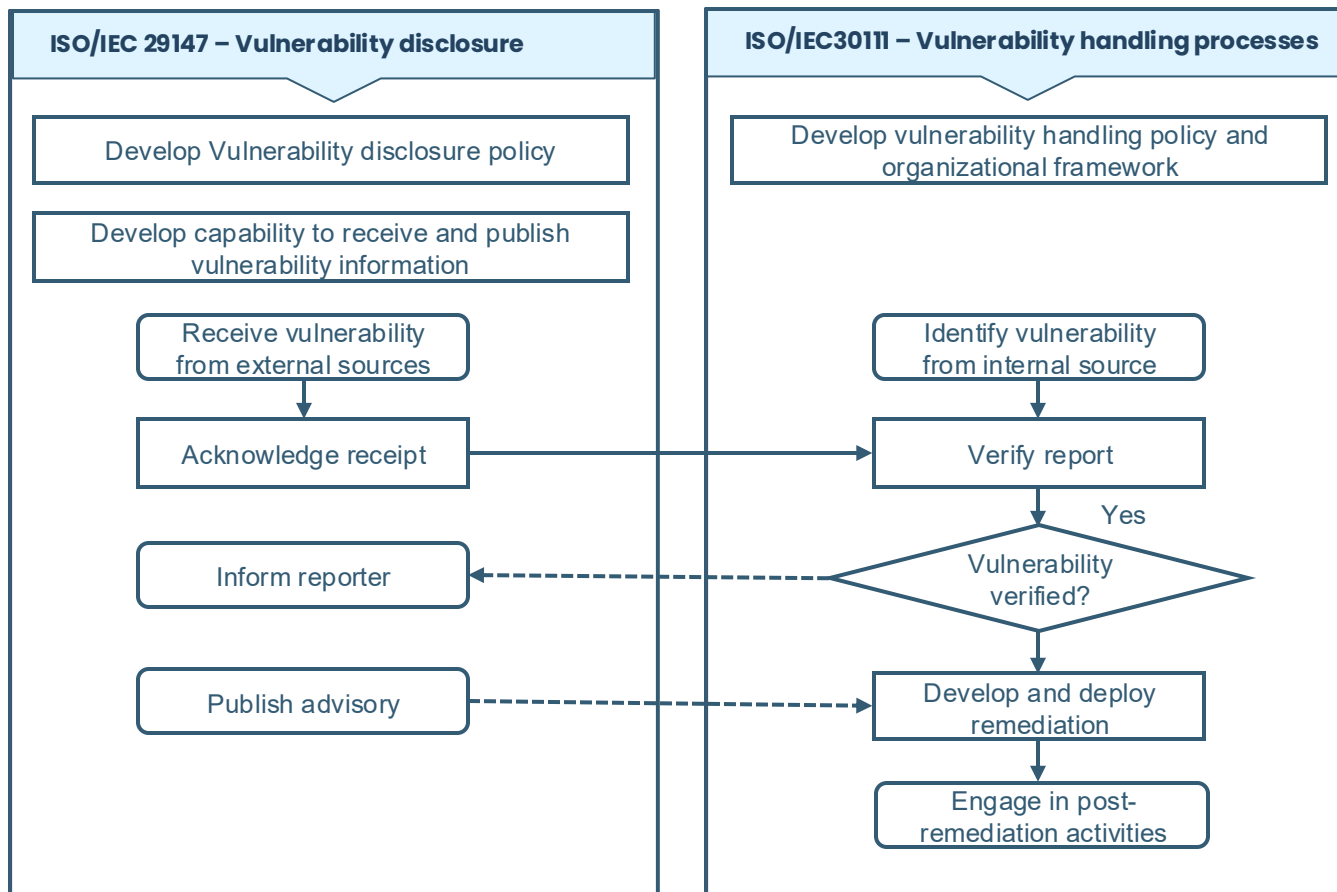 ISO/IEC 29147 – Vulnerability disclosure
Develop Vulnerability disclosure policy
Develop capability to receive and publish
vulnerability information
Receive vulnerability
from external sources
Acknowledge receipt
Inform reporter
Publish advisory
ISO/IEC30111 – Vulnerability handling processes
Develop vulnerability handling policy and
organizational framework
Identify vulnerability
from internal source
Verify report
Yes
Vulnerability
verified?
Develop and deploy
remediation
Engage in post-
remediation activities